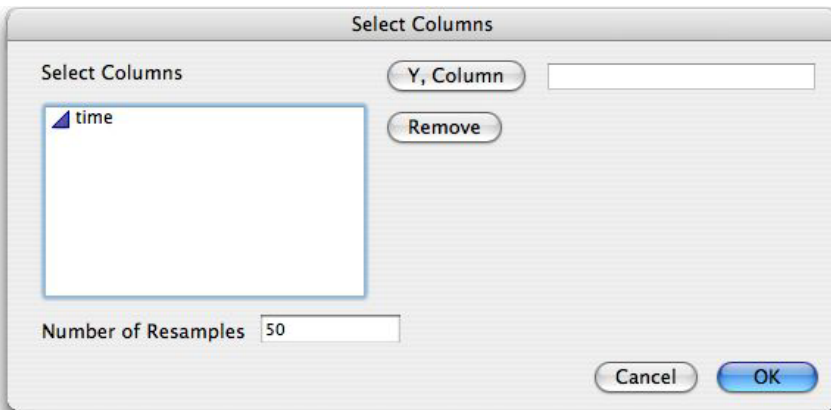 Select Columns
Select Columns
Y, Column
time
Remove
Number of Resamples 50
Cancel OK